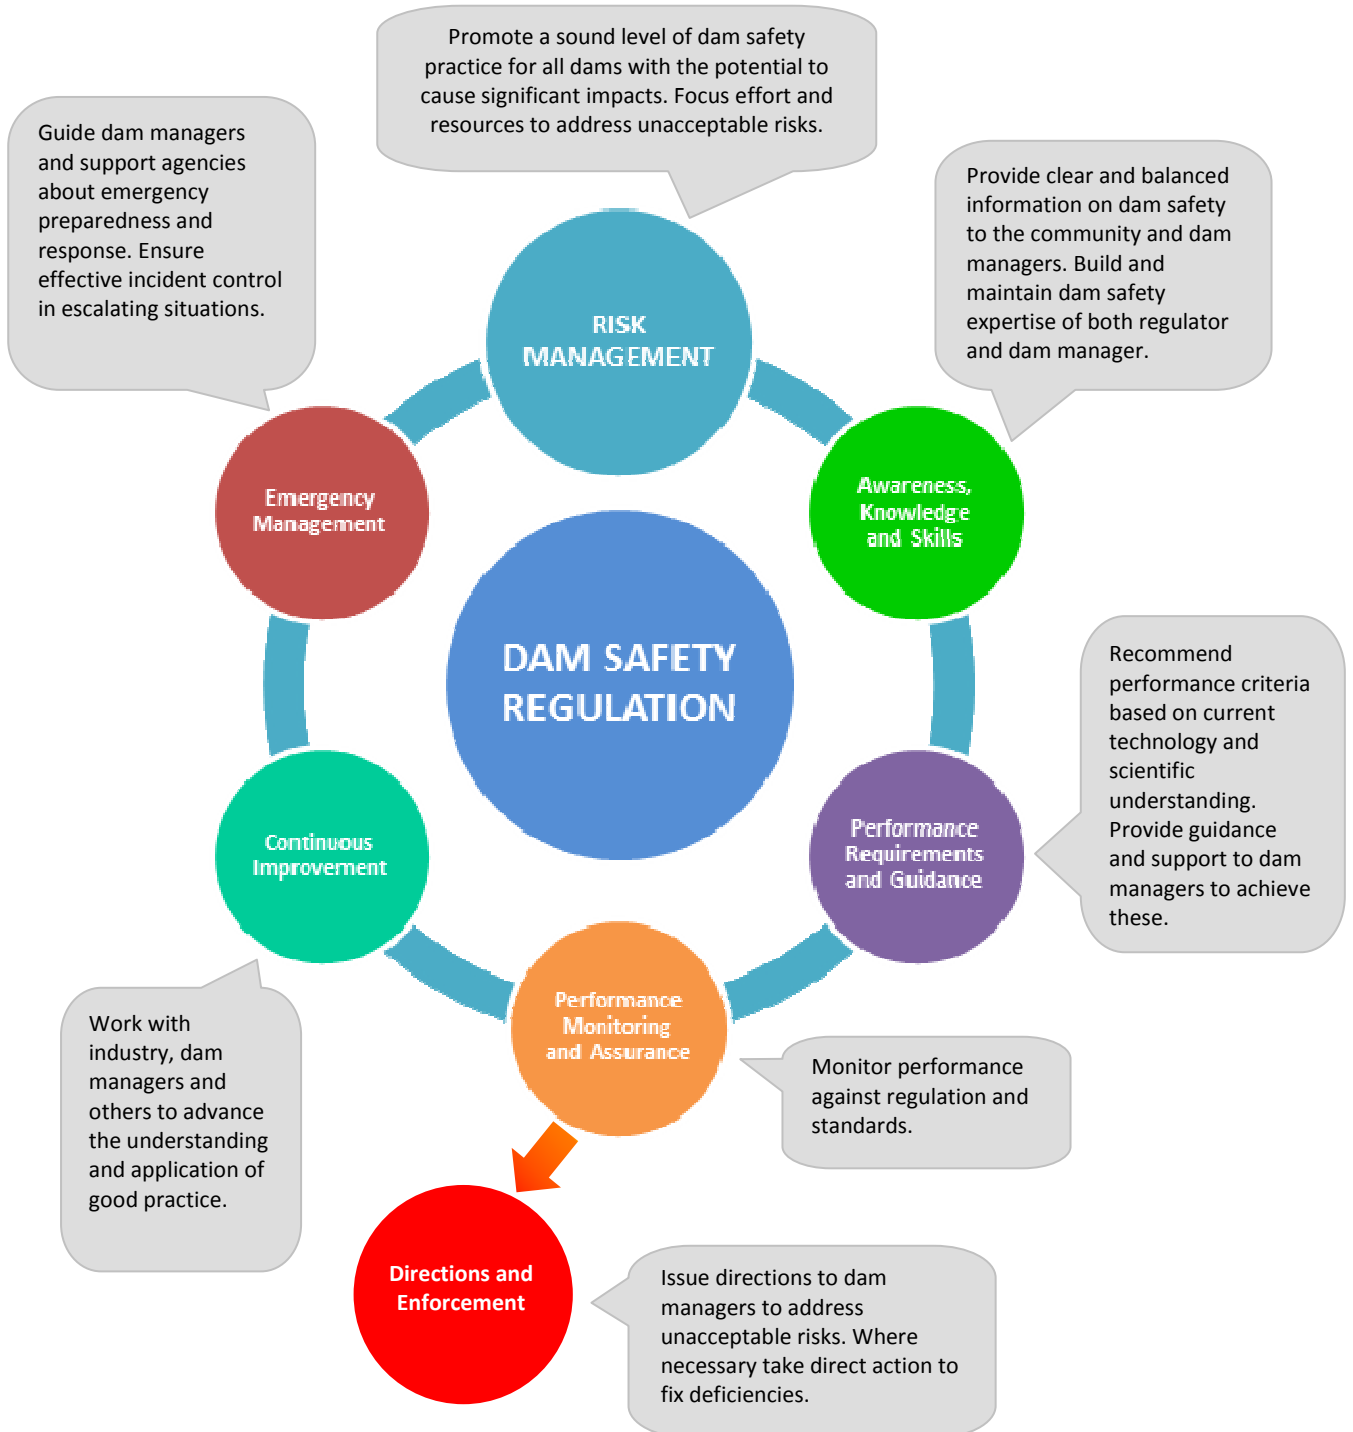 Promote a sound level of dam safety
practice for all dams with the potential to
cause significant impacts. Focus effort and
resources to address unacceptable risks.
Guide dam managers
and support agencies
about emergency
preparedness and
response. Ensure
effective incident control
in escalating situations.
Provide clear and balanced
information on dam safety
to the community and dam
managers. Build and
maintain dam safety
expertise of both regulator
and dam manager.
RISK
MANAGEMENT
Emergency
Management
Awareness,
Knowledge
and Skills
DAM SAFETY
REGULATION
Recommend
performance criteria
based on current
technology and
scientific
understanding.
Provide guidance
and support to dam
managers to achieve
these.
Continuous
Improvement
Performance
Requirements
and Guidance
Performance
Monitoring
and Assurance
Work with
industry, dam
managers and
others to advance
the understanding
and application of
good practice.
Monitor performance
against regulation and
standards.
Directions and
Enforcement
Issue directions to dam
managers to address
unacceptable risks. Where
necessary take direct action to
fix deficiencies.